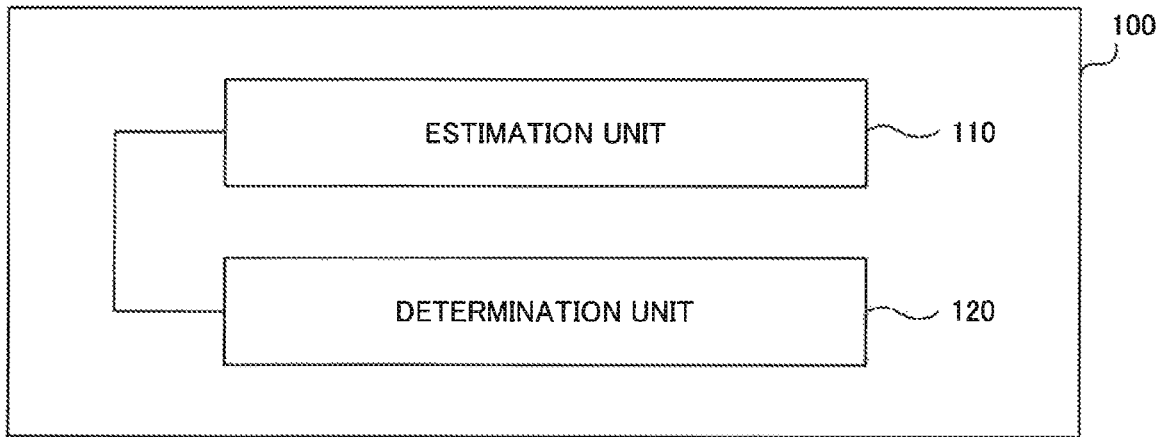 100
ESTIMATION UNIT
110
DETERMINATION UNIT
120